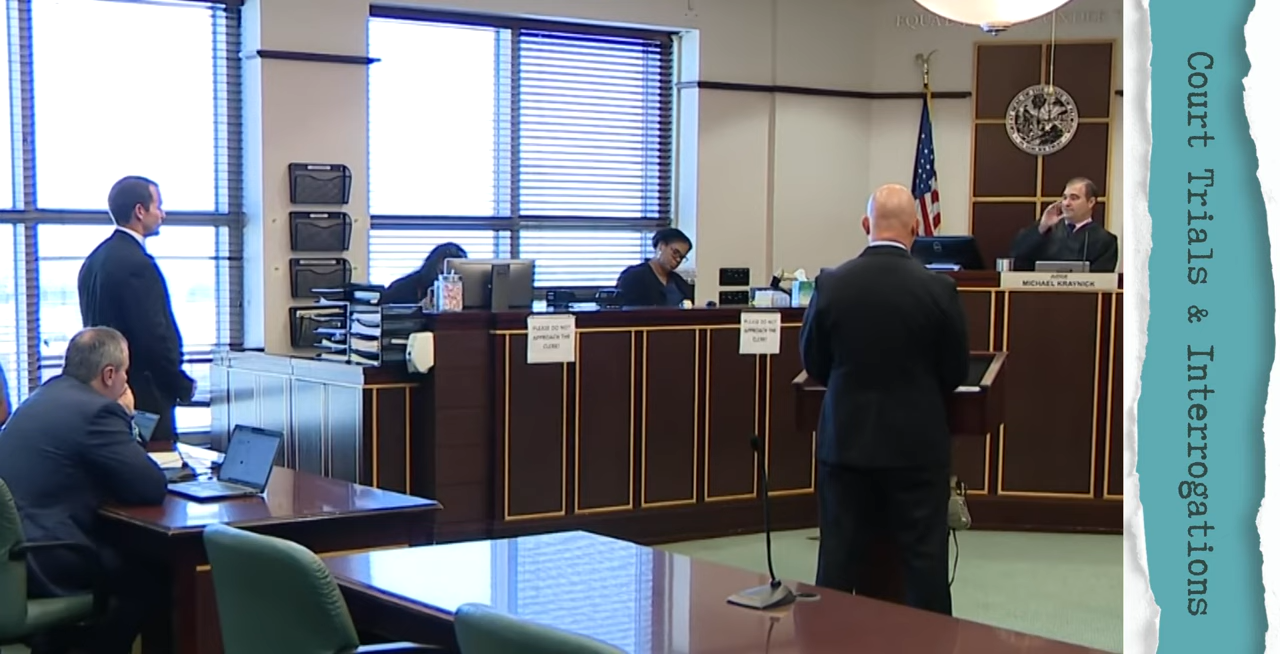 JUDGE
MICHAEL KRAYNICK
PLEASE DO NOT
APPROACH THE
CLERK!
PLEASE DO NOT
APPROACH THE
CLERK!
Court Trials & Interrogations